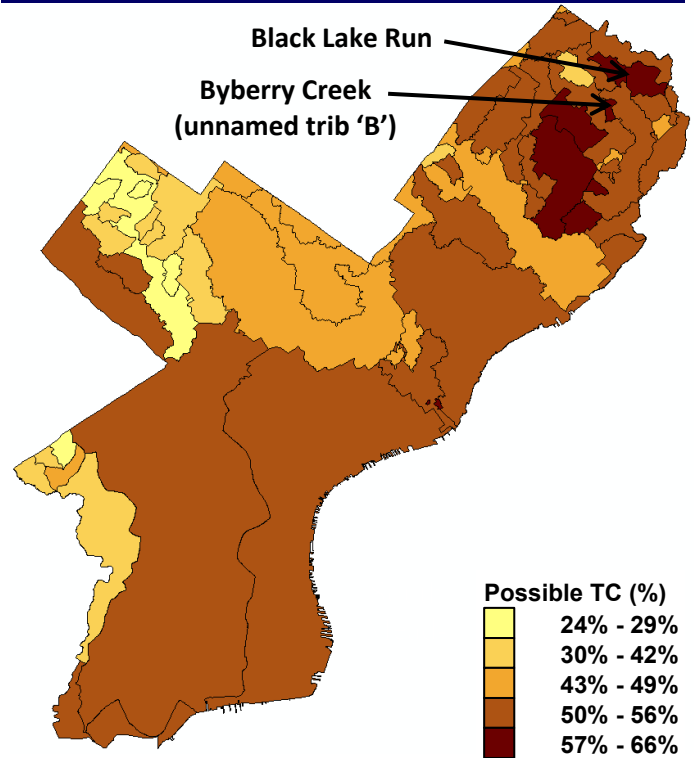 Black Lake Run
Byberry Creek
(unnamed trib ‘B’)
Possible TC (%)
24% - 29%
30% - 42%
43% - 49%
50% - 56%
57% - 66%